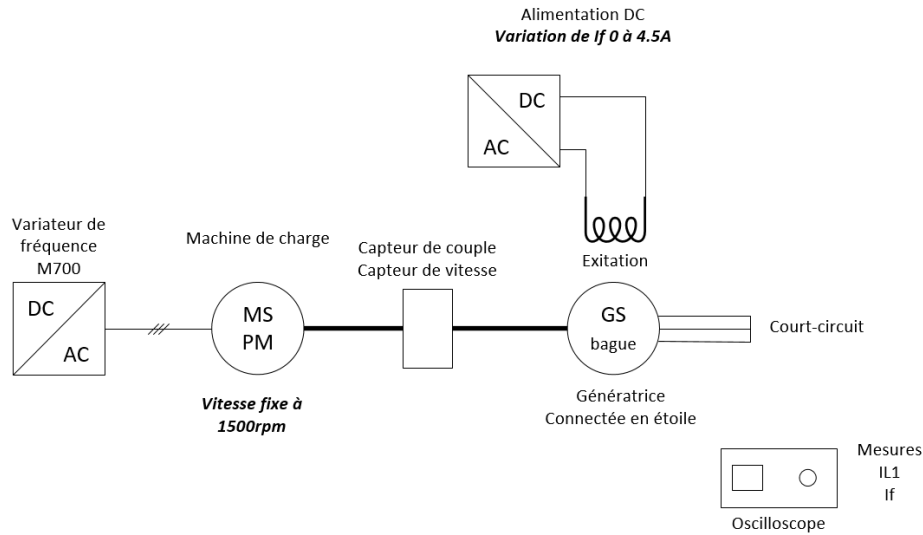 Alimentation DC
Variation de If 0 à 4.5A
DC
AC
Variateur de
fréquence
M700
DC
AC
Machine de charge
MS
PM
Vitesse fixe à
1500rpm
Capteur de couple
Capteur de vitesse
Exitation
GS
bague
Génératrice
Connectée en étoile
Court-circuit
Mesures
IL1
If
Oscilloscope